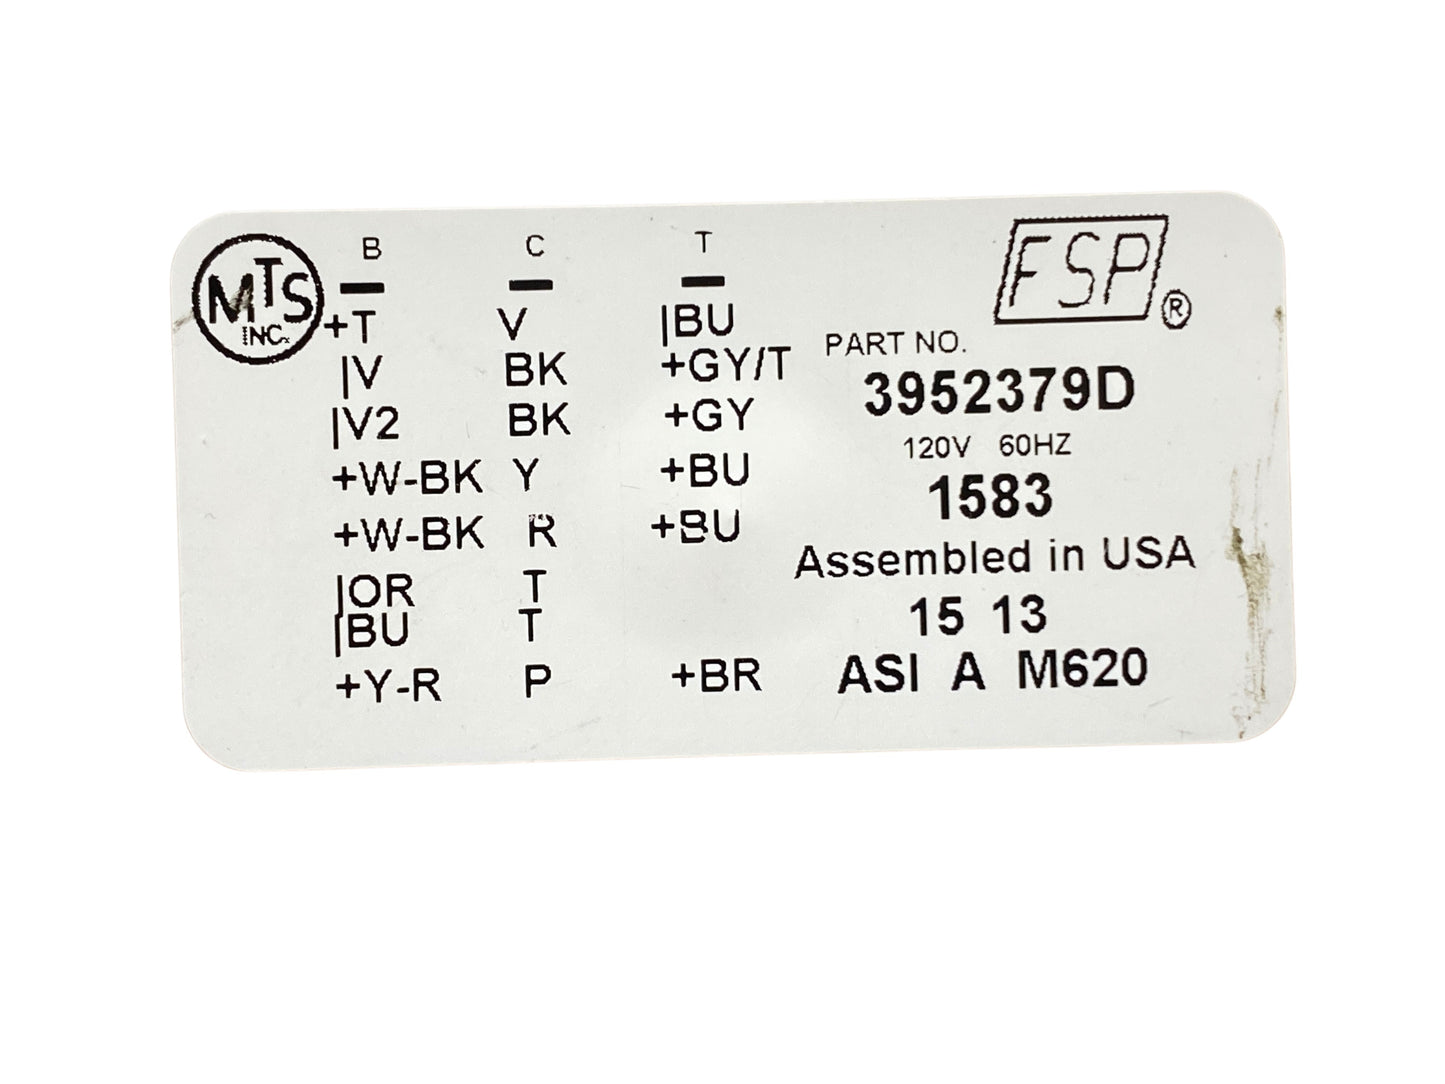 MTS INC.
B C T
+T V |BU
|V BK +GY/T
|V2 BK +GY
+W-BK Y +BU
+W-BK R +BU
|OR T
|BU T
+Y-R P +BR
FSP®
PART NO.
3952379D
120V 60HZ
1583
Assembled in USA
15 13
ASI A M620